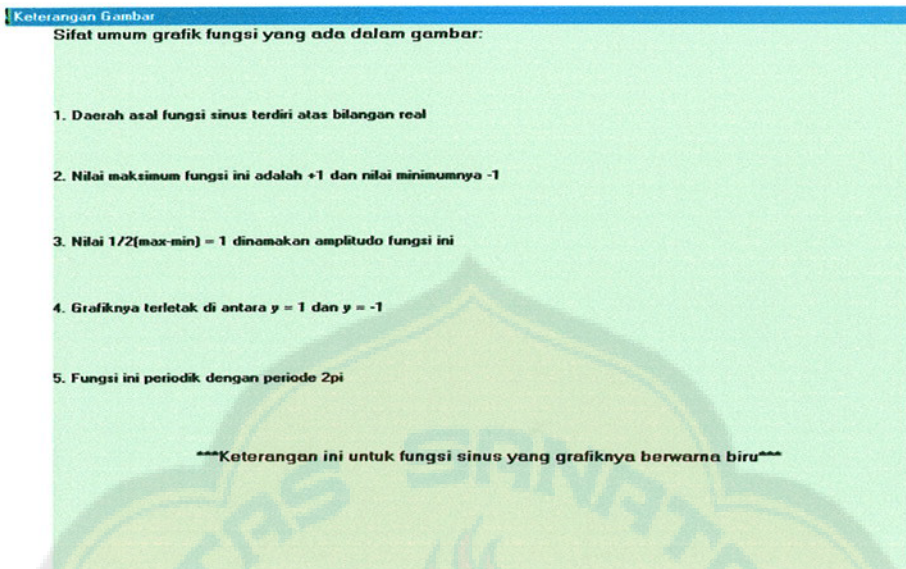 Keterangan Gambar
Sifat umum grafik fungsi yang ada dalam gambar:
1. Daerah asal fungsi sinus terdiri atas bilangan real
2. Nilai maksimum fungsi ini adalah +1 dan nilai minimumnya -1
3. Nilai 1/2(max-min) = 1 dinamakan amplitudo fungsi ini
4. Grafiknya terletak di antara y = 1 dan y = -1
5. Fungsi ini periodik dengan periode 2pi
***Keterangan ini untuk fungsi sinus yang grafiknya berwarna biru***
TAS SANATA